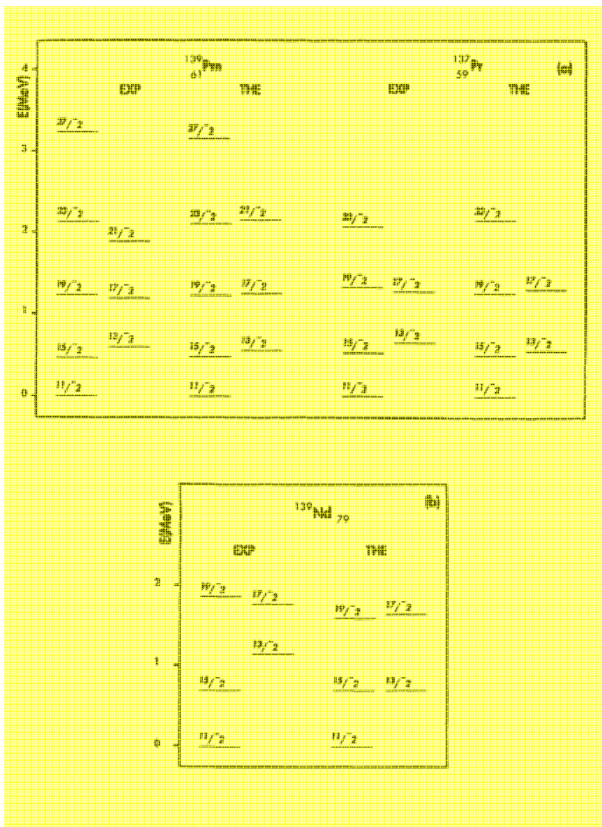 139 61 Pm 137 59 Pr (a)
4
E(MeV)
EXP THE EXP THE
27/⁻2 27/⁻2
3
23/⁻2 23/⁻2 21/⁻2 23/⁻2 23/⁻2
2 21/⁻2
19/⁻2 17/⁻2 19/⁻2 17/⁻2 19/⁻2 17/⁻2 19/⁻2 17/⁻2
1
15/⁻2 13/⁻2 15/⁻2 13/⁻2 15/⁻2 13/⁻2 15/⁻2 13/⁻2
0 11/⁻2 11/⁻2 11/⁻2 11/⁻2
E(MeV)
139 Nd 79 (b)
EXP THE
2 19/⁻2 17/⁻2 19/⁻2 17/⁻2
13/⁻2
1
15/⁻2 15/⁻2 13/⁻2
0 11/⁻2 11/⁻2